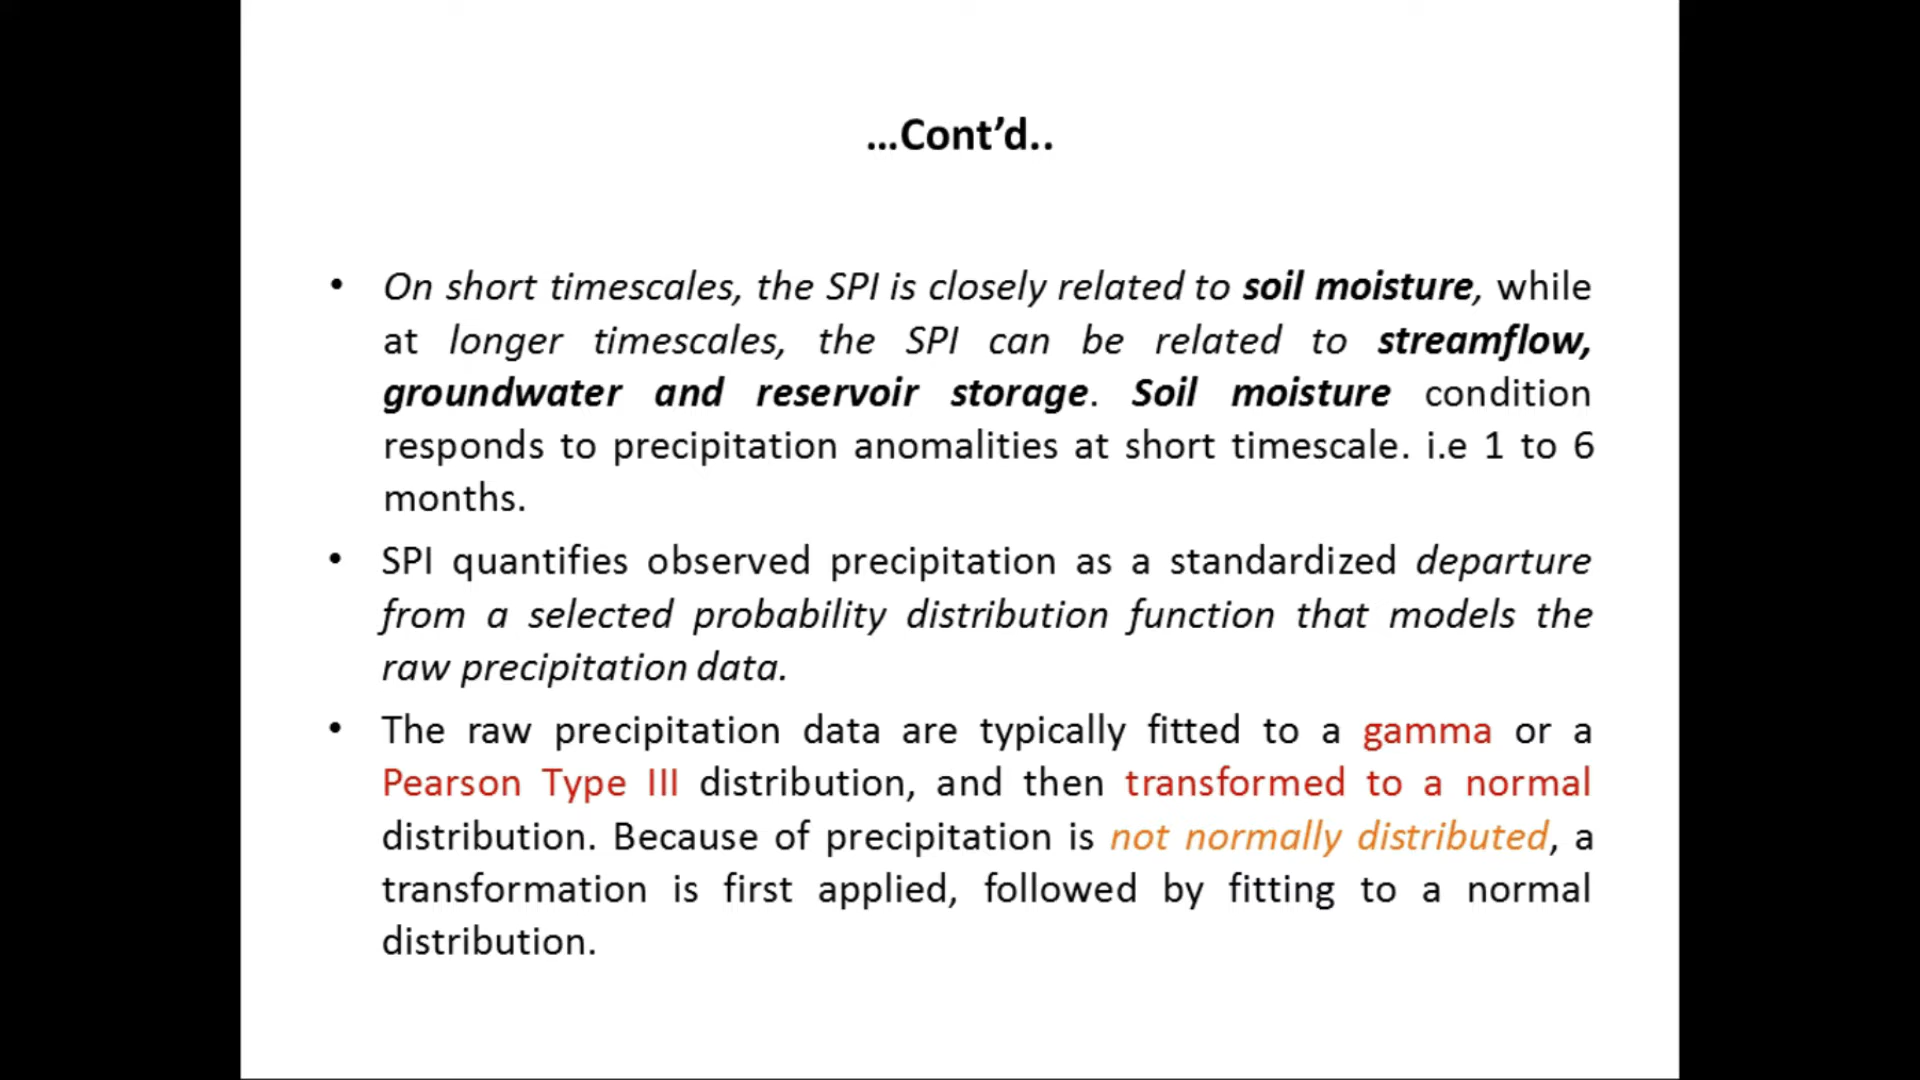 …Cont’d..
• On short timescales, the SPI is closely related to soil moisture, while
at longer timescales, the SPI can be related to streamflow,
groundwater and reservoir storage. Soil moisture condition
responds to precipitation anomalities at short timescale. i.e 1 to 6
months.
• SPI quantifies observed precipitation as a standardized departure
from a selected probability distribution function that models the
raw precipitation data.
• The raw precipitation data are typically fitted to a gamma or a
Pearson Type III distribution, and then transformed to a normal
distribution. Because of precipitation is not normally distributed, a
transformation is first applied, followed by fitting to a normal
distribution.